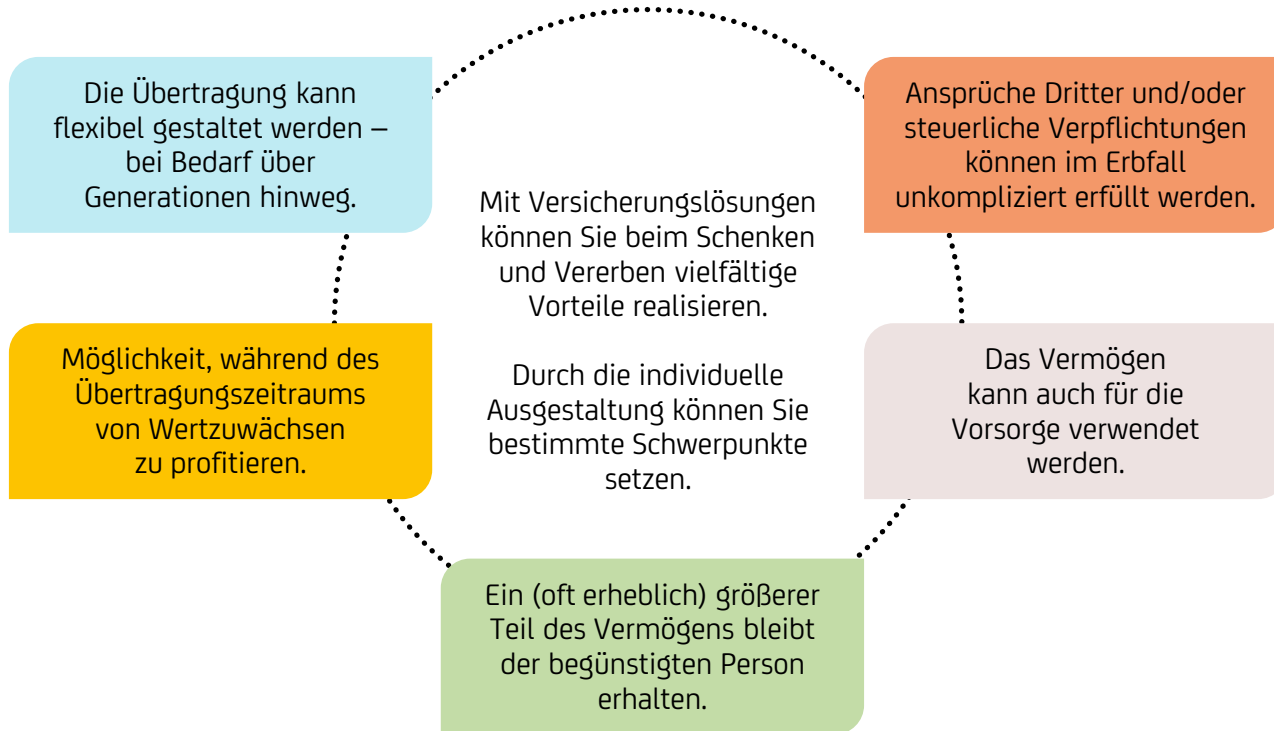 Die Übertragung kann
flexibel gestaltet werden –
bei Bedarf über
Generationen hinweg.
Ansprüche Dritter und/oder
steuerliche Verpflichtungen
können im Erbfall
unkompliziert erfüllt werden.
Mit Versicherungslösungen
können Sie beim Schenken
und Vererben vielfältige
Vorteile realisieren.
Durch die individuelle
Ausgestaltung können Sie
bestimmte Schwerpunkte
setzen.
Möglichkeit, während des
Übertragungszeitraums
von Wertzuwächsen
zu profitieren.
Das Vermögen
kann auch für die
Vorsorge verwendet
werden.
Ein (oft erheblich) größerer
Teil des Vermögens bleibt
der begünstigten Person
erhalten.